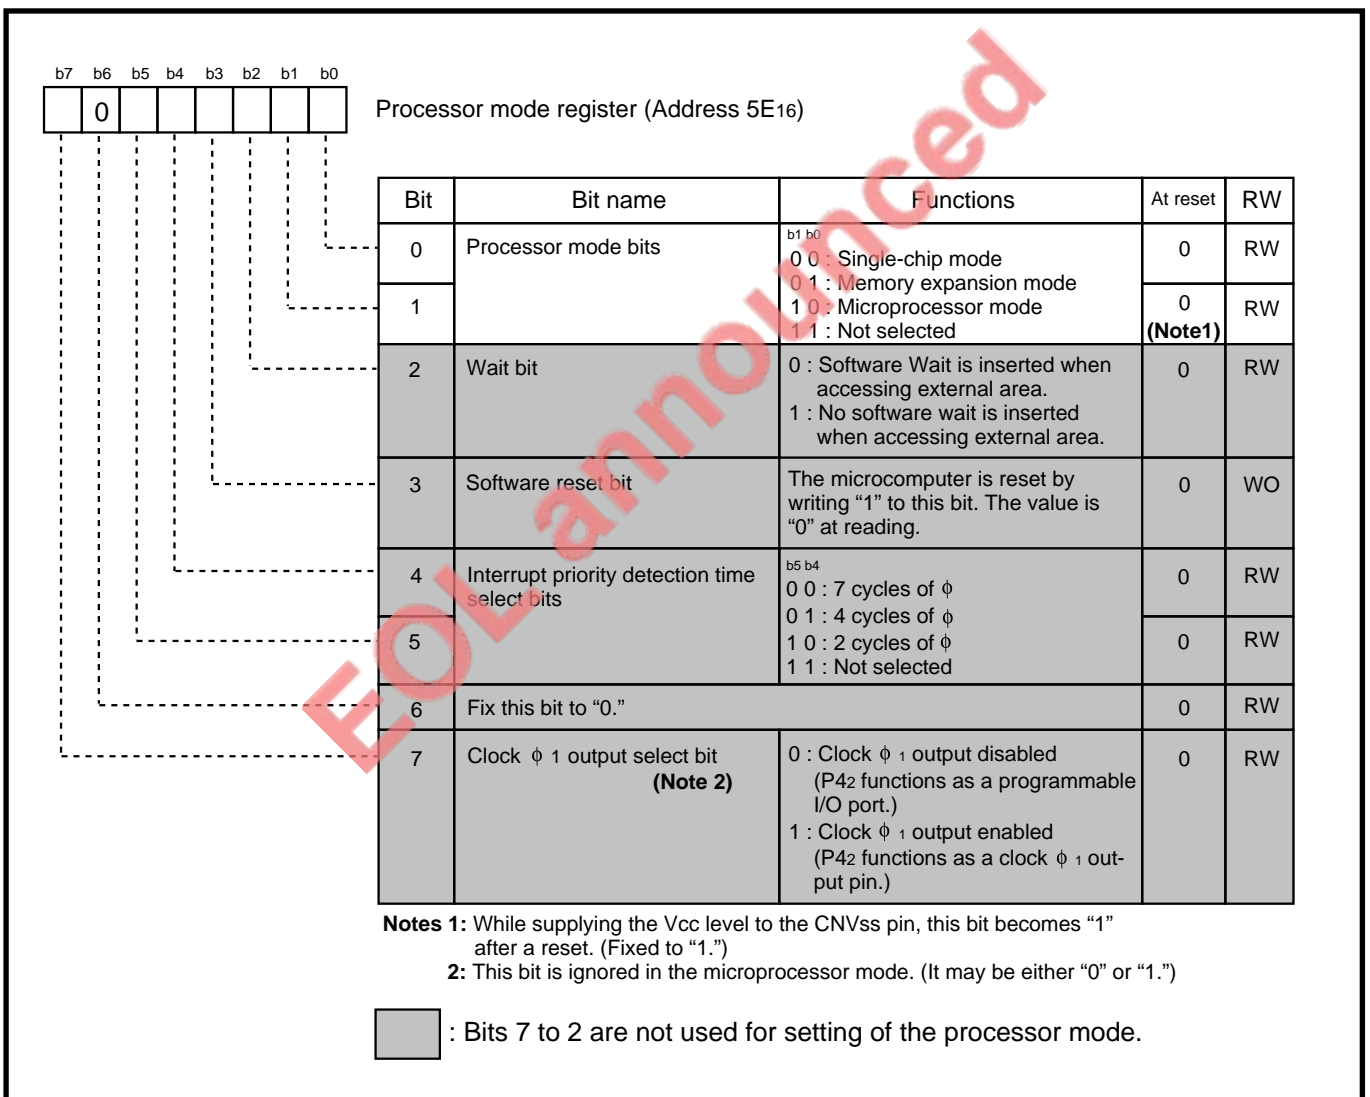 b7 b6 b5 b4 b3 b2 b1 b0
0
Processor mode register (Address 5E16)
Bit Bit name Functions At reset RW
0 Processor mode bits b1 b0 0 RW
0 0 : Single-chip mode
0 1 : Memory expansion mode
1 1 0 : Microprocessor mode 0 RW
1 1 : Not selected (Note1)
2 Wait bit 0 : Software Wait is inserted when 0 RW
accessing external area.
1 : No software wait is inserted
when accessing external area.
3 Software reset bit The microcomputer is reset by 0 WO
writing “1” to this bit. The value is
“0” at reading.
4 Interrupt priority detection time b5 b4 0 RW
select bits 0 0 : 7 cycles of ϕ
0 1 : 4 cycles of ϕ
5 1 0 : 2 cycles of ϕ 0 RW
1 1 : Not selected
6 Fix this bit to “0.” 0 RW
7 Clock ϕ 1 output select bit 0 : Clock ϕ 1 output disabled 0 RW
(Note 2) (P42 functions as a programmable
I/O port.)
1 : Clock ϕ 1 output enabled
(P42 functions as a clock ϕ 1 out-
put pin.)
Notes 1: While supplying the Vcc level to the CNVss pin, this bit becomes “1”
after a reset. (Fixed to “1.”)
2: This bit is ignored in the microprocessor mode. (It may be either “0” or “1.”)
: Bits 7 to 2 are not used for setting of the processor mode.
EOL announced